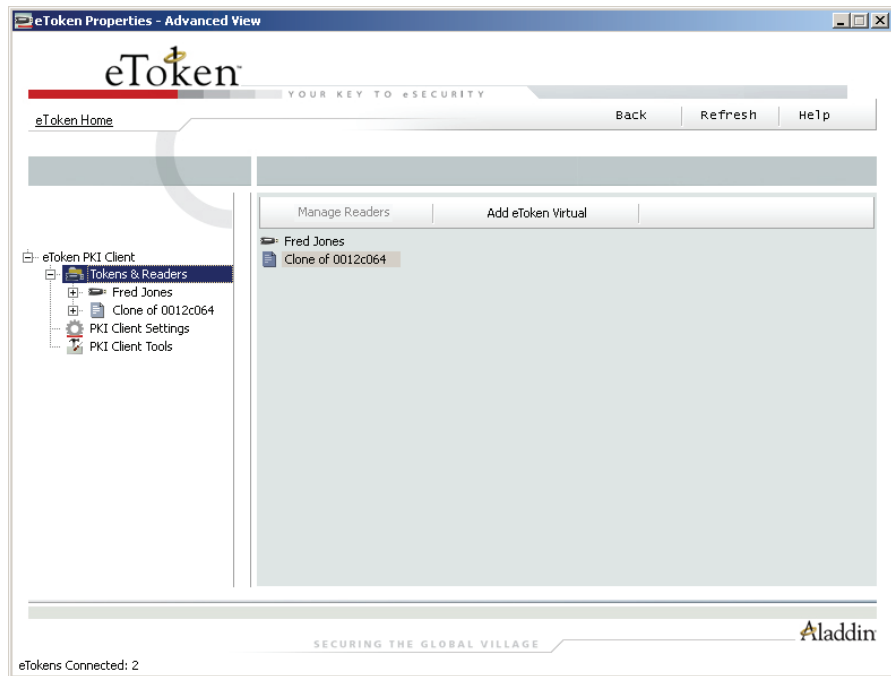 eToken Properties - Advanced View
eToken™
YOUR KEY TO eSECURITY
eToken Home
Back
Refresh
Help
Manage Readers
Add eToken Virtual
eToken PKI Client
Tokens & Readers
Fred Jones
Clone of 0012c064
PKI Client Settings
PKI Client Tools
Fred Jones
Clone of 0012c064
SECURING THE GLOBAL VILLAGE
Aladdin
eTokens Connected: 2